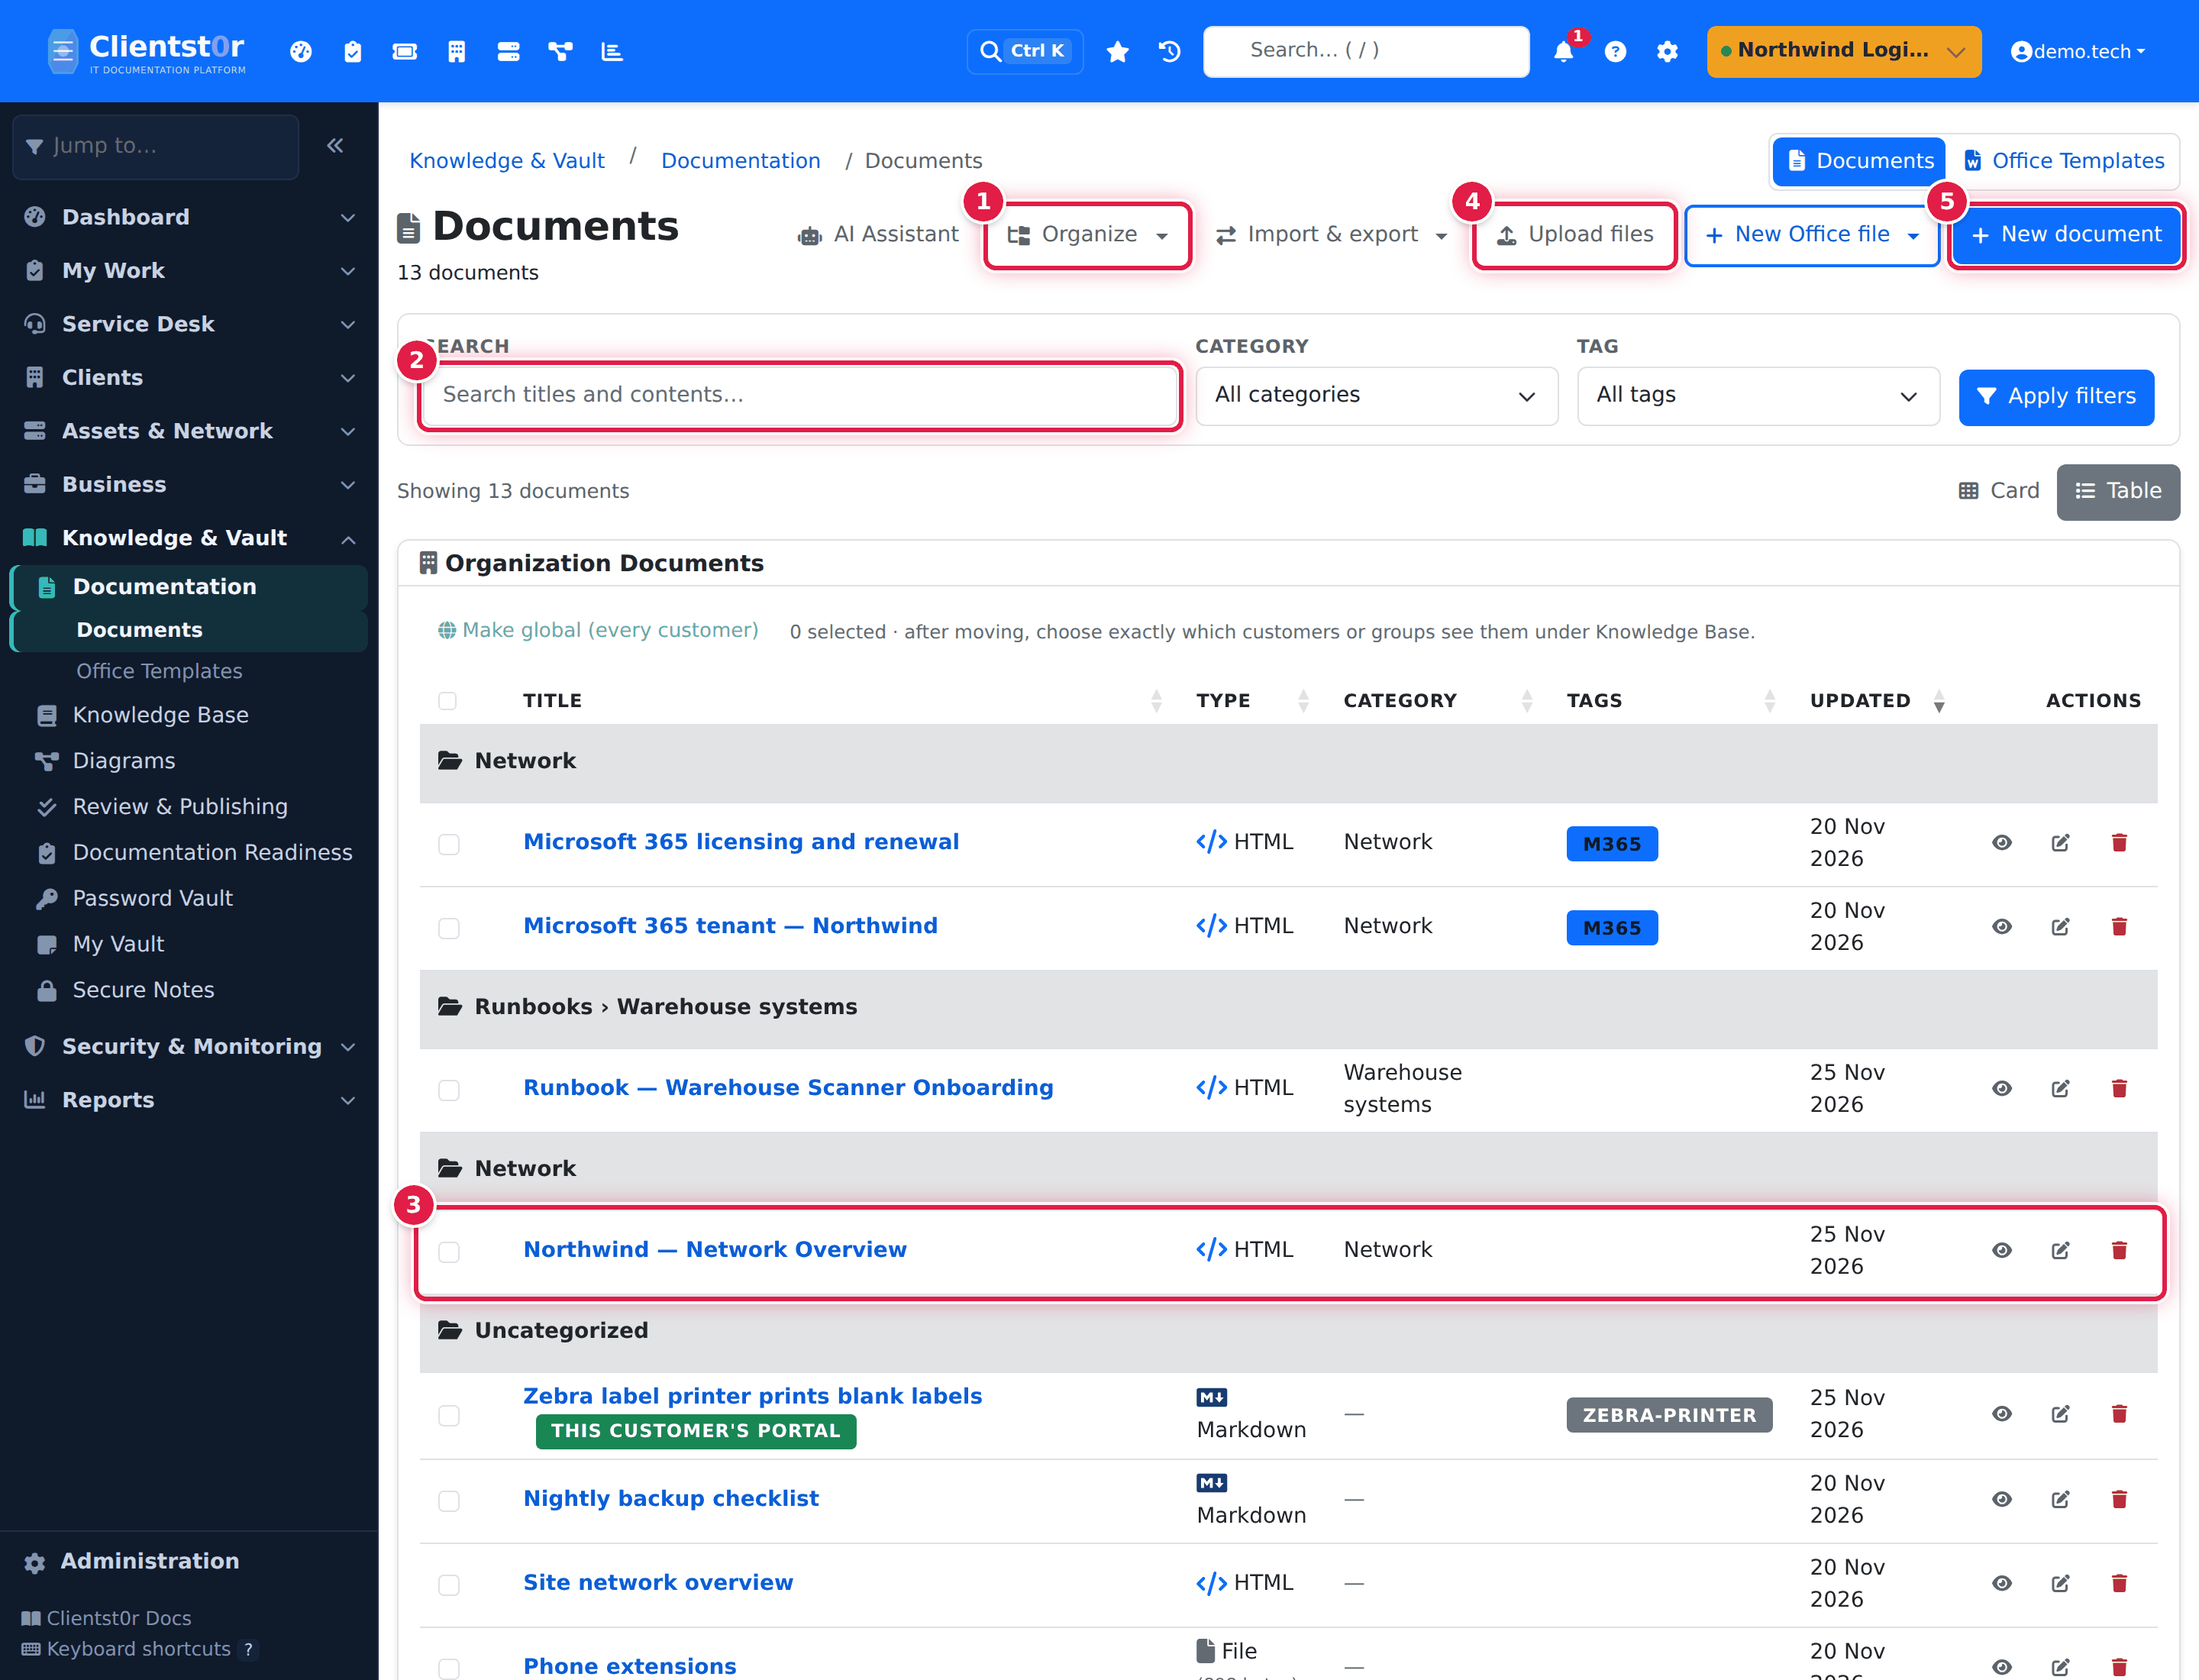 Clientst0r
IT DOCUMENTATION PLATFORM
Ctrl K
Search... ( / )
1
?
Northwind Logi...
demo.tech
Jump to...
Dashboard
My Work
Service Desk
Clients
Assets & Network
Business
Knowledge & Vault
Documentation
Documents
Office Templates
Knowledge Base
Diagrams
Review & Publishing
Documentation Readiness
Password Vault
My Vault
Secure Notes
Security & Monitoring
Reports
Administration
Clientst0r Docs
Keyboard shortcuts ?
Knowledge & Vault / Documentation / Documents
Documents
Office Templates
Documents
13 documents
AI Assistant
1
Organize
Import & export
4
Upload files
+ New Office file
5
+ New document
2
EARCH
Search titles and contents...
CATEGORY
All categories
TAG
All tags
Apply filters
Showing 13 documents
Card
Table
Organization Documents
Make global (every customer)
0 selected · after moving, choose exactly which customers or groups see them under Knowledge Base.
TITLE TYPE CATEGORY TAGS UPDATED ACTIONS
Network
Microsoft 365 licensing and renewal </> HTML Network M365 20 Nov 2026
Microsoft 365 tenant — Northwind </> HTML Network M365 20 Nov 2026
Runbooks › Warehouse systems
Runbook — Warehouse Scanner Onboarding </> HTML Warehouse systems 25 Nov 2026
Network
3
Northwind — Network Overview </> HTML Network 25 Nov 2026
Uncategorized
Zebra label printer prints blank labels M Markdown — ZEBRA-PRINTER 25 Nov 2026
THIS CUSTOMER'S PORTAL
Nightly backup checklist M Markdown — 20 Nov 2026
Site network overview </> HTML — 20 Nov 2026
Phone extensions File — 20 Nov